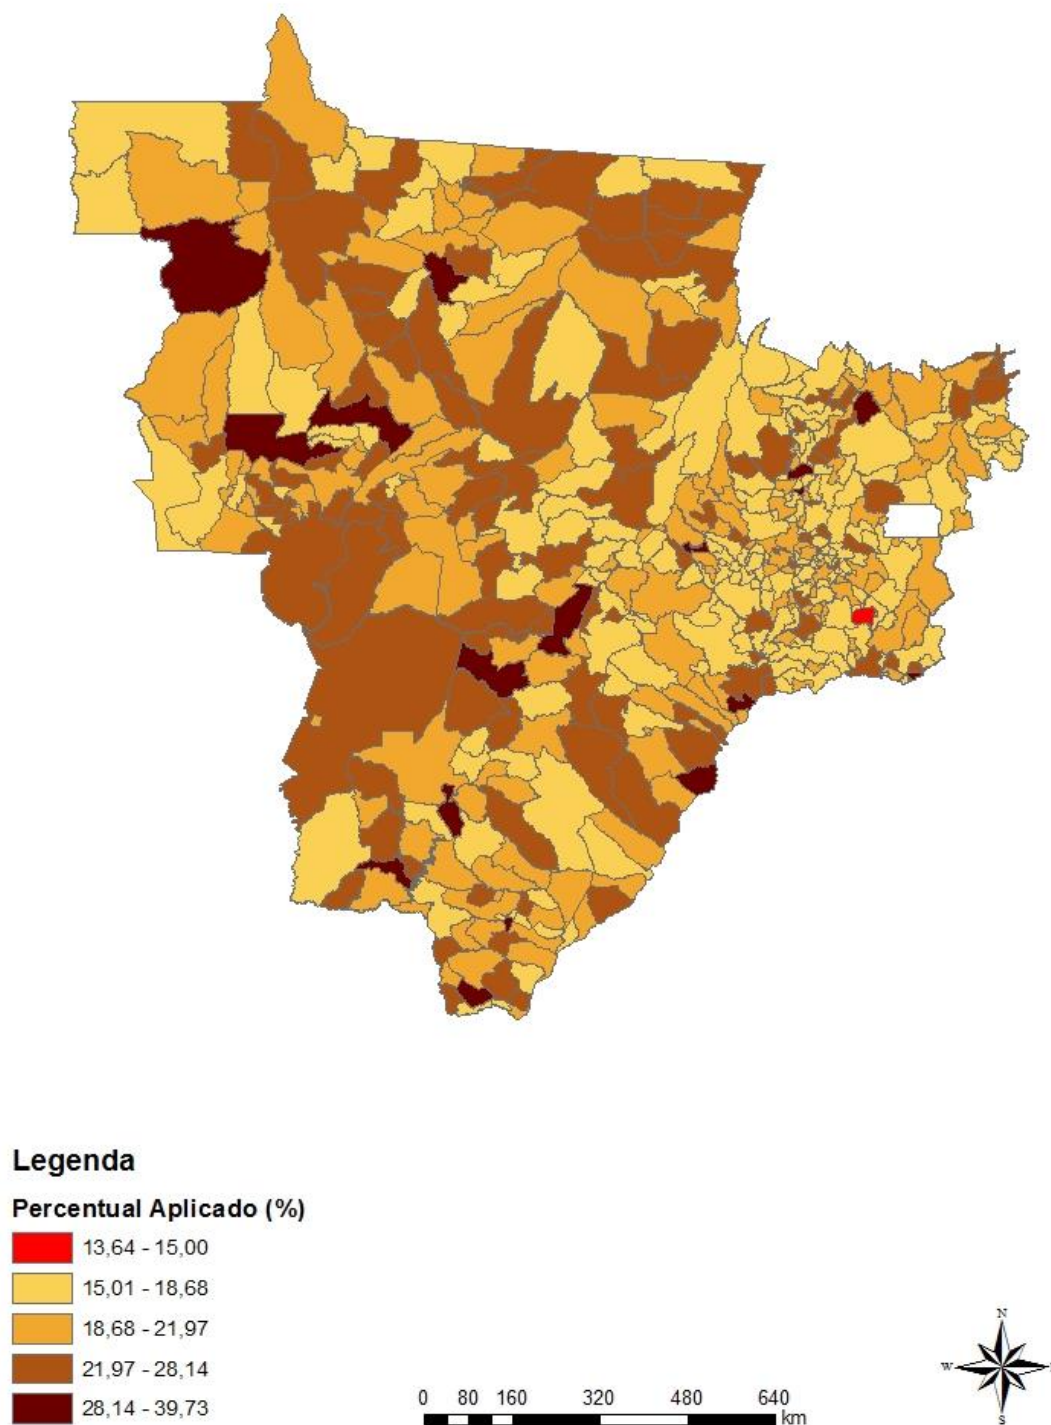 Legenda
Percentual Aplicado (%)
13,64 - 15,00
15,01 - 18,68
18,68 - 21,97
21,97 - 28,14
28,14 - 39,73
0 80 160 320 480 640
km
N
W
S